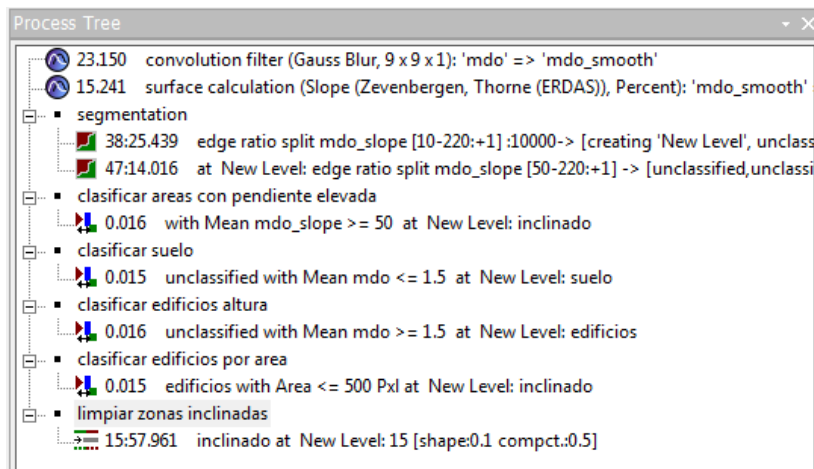 Process Tree
23.150 convolution filter (Gauss Blur, 9 x 9 x 1): 'mdo' => 'mdo_smooth'
15.241 surface calculation (Slope (Zevenbergen, Thorne (ERDAS)), Percent): 'mdo_smooth'
segmentation
38:25.439 edge ratio split mdo_slope [10-220:+1] :10000-> [creating 'New Level', unclass
47:14.016 at New Level: edge ratio split mdo_slope [50-220:+1] -> [unclassified,unclassi
clasificar areas con pendiente elevada
0.016 with Mean mdo_slope >= 50 at New Level: inclinado
clasificar suelo
0.015 unclassified with Mean mdo <= 1.5 at New Level: suelo
clasificar edificios altura
0.016 unclassified with Mean mdo >= 1.5 at New Level: edificios
clasificar edificios por area
0.015 edificios with Area <= 500 Pxl at New Level: inclinado
limpiar zonas inclinadas
15:57.961 inclinado at New Level: 15 [shape:0.1 compct.:0.5]